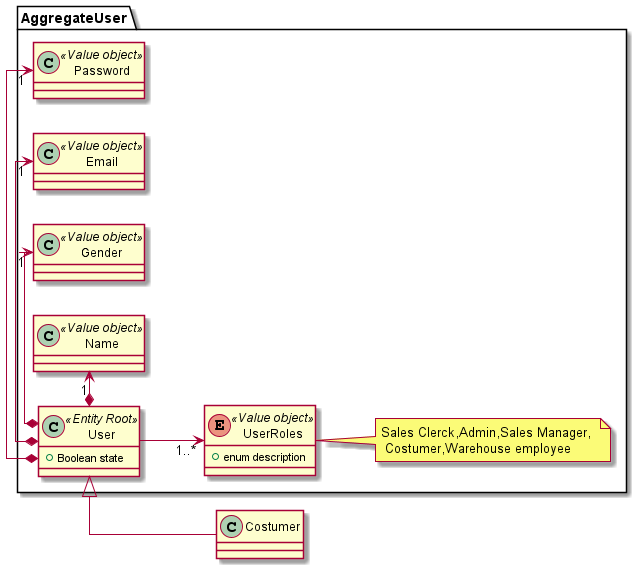 AggregateUser
C «Value object»
Password
1
C «Value object»
Email
1
C «Value object»
Gender
1
C «Value object»
Name
1
C «Entity Root»
User
Boolean state
1..*
E «Value object»
UserRoles
enum description
Sales Clerck,Admin,Sales Manager,
Costumer,Warehouse employee
C Costumer